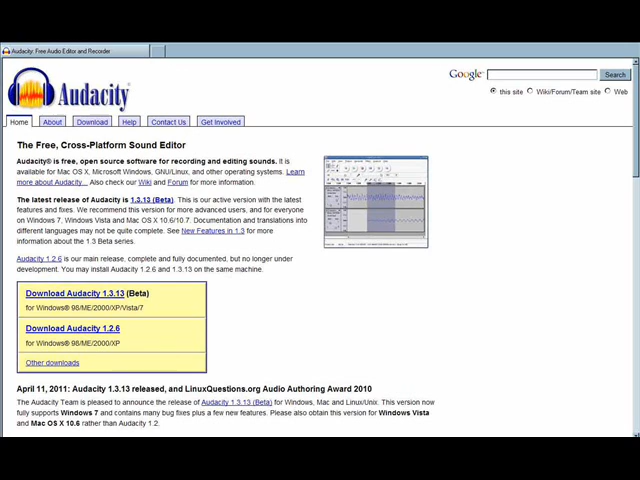 Audacity: Free Audio Editor and Recorder
Audacity®
Google™
Search
this site Wiki/Forum/Team site Web
Home About Download Help Contact Us Get Involved
The Free, Cross-Platform Sound Editor
Audacity® is free, open source software for recording and editing sounds. It is
available for Mac OS X, Microsoft Windows, GNU/Linux, and other operating systems. Learn
more about Audacity... Also check our Wiki and Forum for more information.
The latest release of Audacity is 1.3.13 (Beta). This is our active version with the latest
features and fixes. We recommend this version for more advanced users, and for everyone
on Windows 7, Windows Vista and Mac OS X 10.6/10.7. Documentation and translations into
different languages may not be quite complete. See New Features in 1.3 for more
information about the 1.3 Beta series.
Audacity 1.2.6 is our main release, complete and fully documented, but no longer under
development. You may install Audacity 1.2.6 and 1.3.13 on the same machine.
Download Audacity 1.3.13 (Beta)
for Windows® 98/ME/2000/XP/Vista/7
Download Audacity 1.2.6
for Windows® 98/ME/2000/XP
Other downloads
April 11, 2011: Audacity 1.3.13 released, and LinuxQuestions.org Audio Authoring Award 2010
The Audacity Team is pleased to announce the release of Audacity 1.3.13 (Beta) for Windows, Mac and Linux/Unix. This version now
fully supports Windows 7 and contains many bug fixes plus a few new features. Please also obtain this version for Windows Vista
and Mac OS X 10.6 rather than Audacity 1.2.